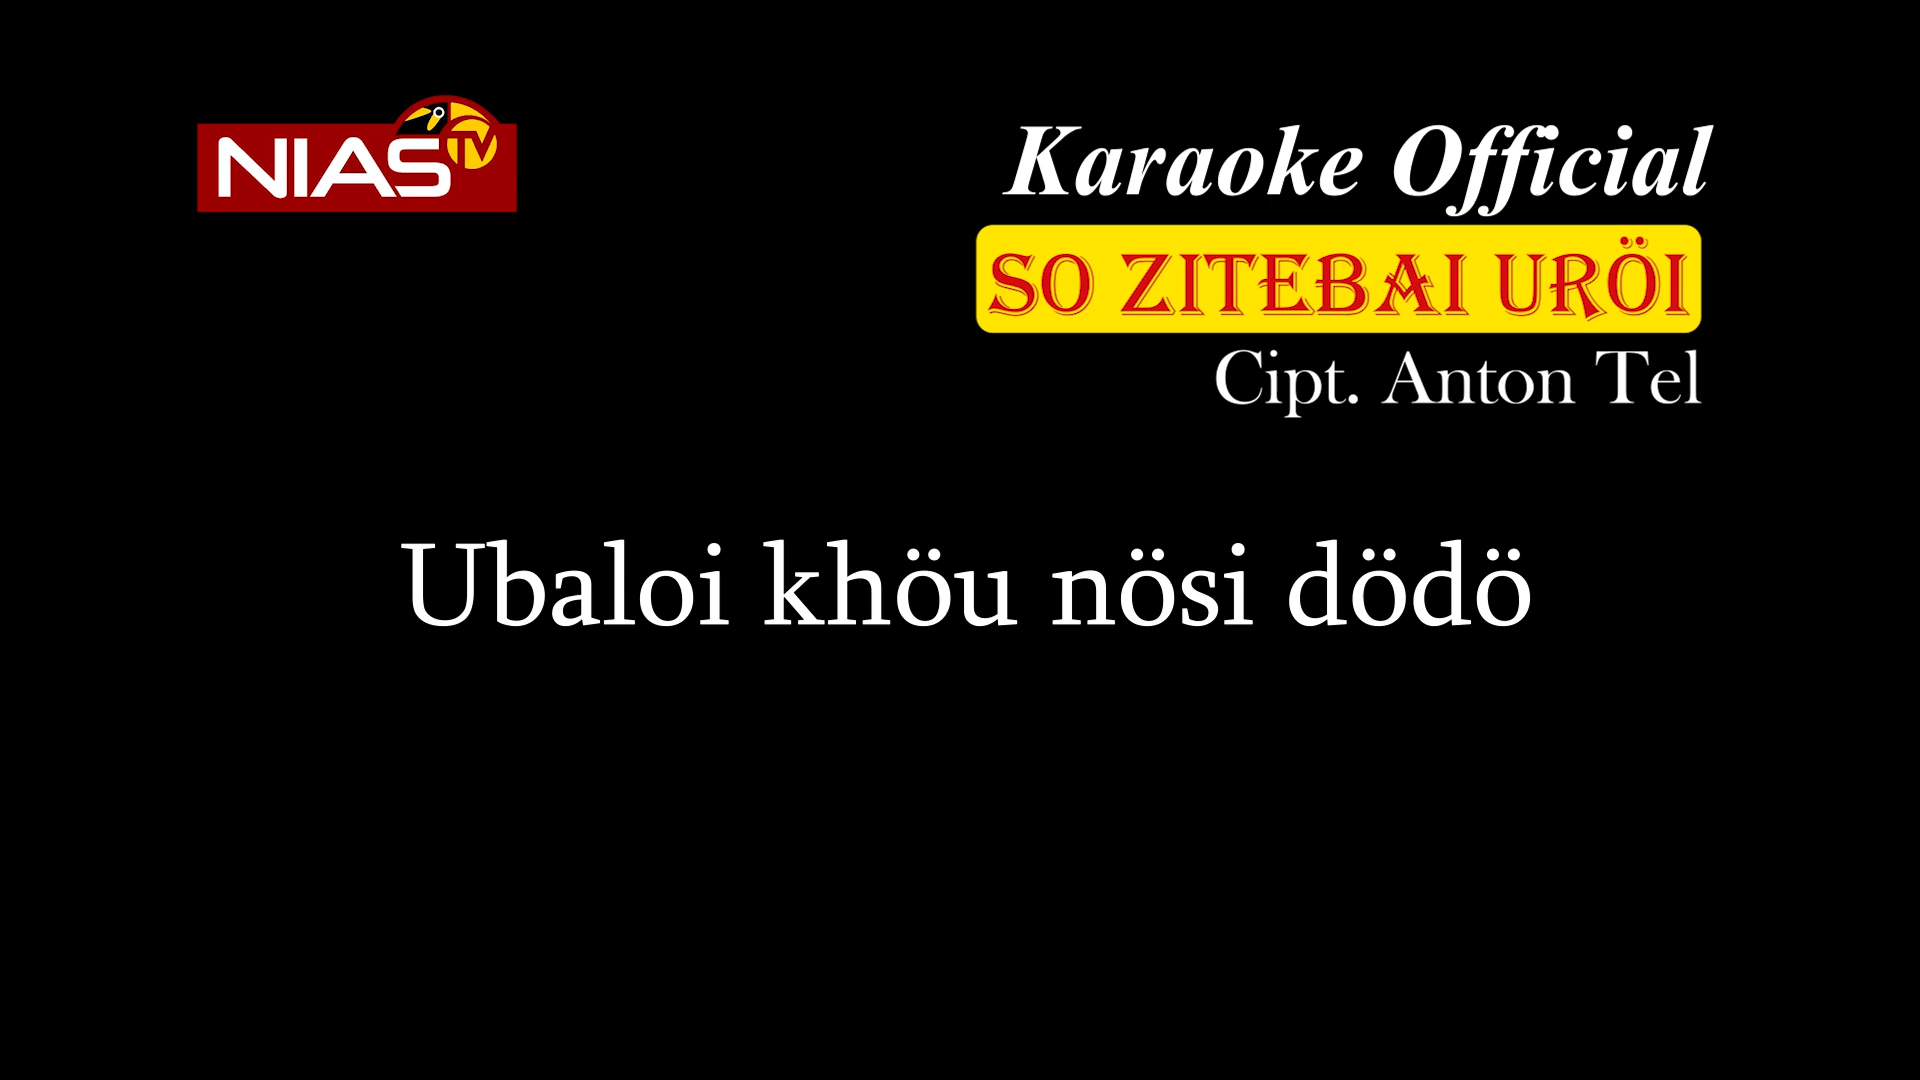 NIAS TV
Karaoke Official
SO ZITEBAI URÖI
Cipt. Anton Tel
Ubaloi khöu nösi dödö